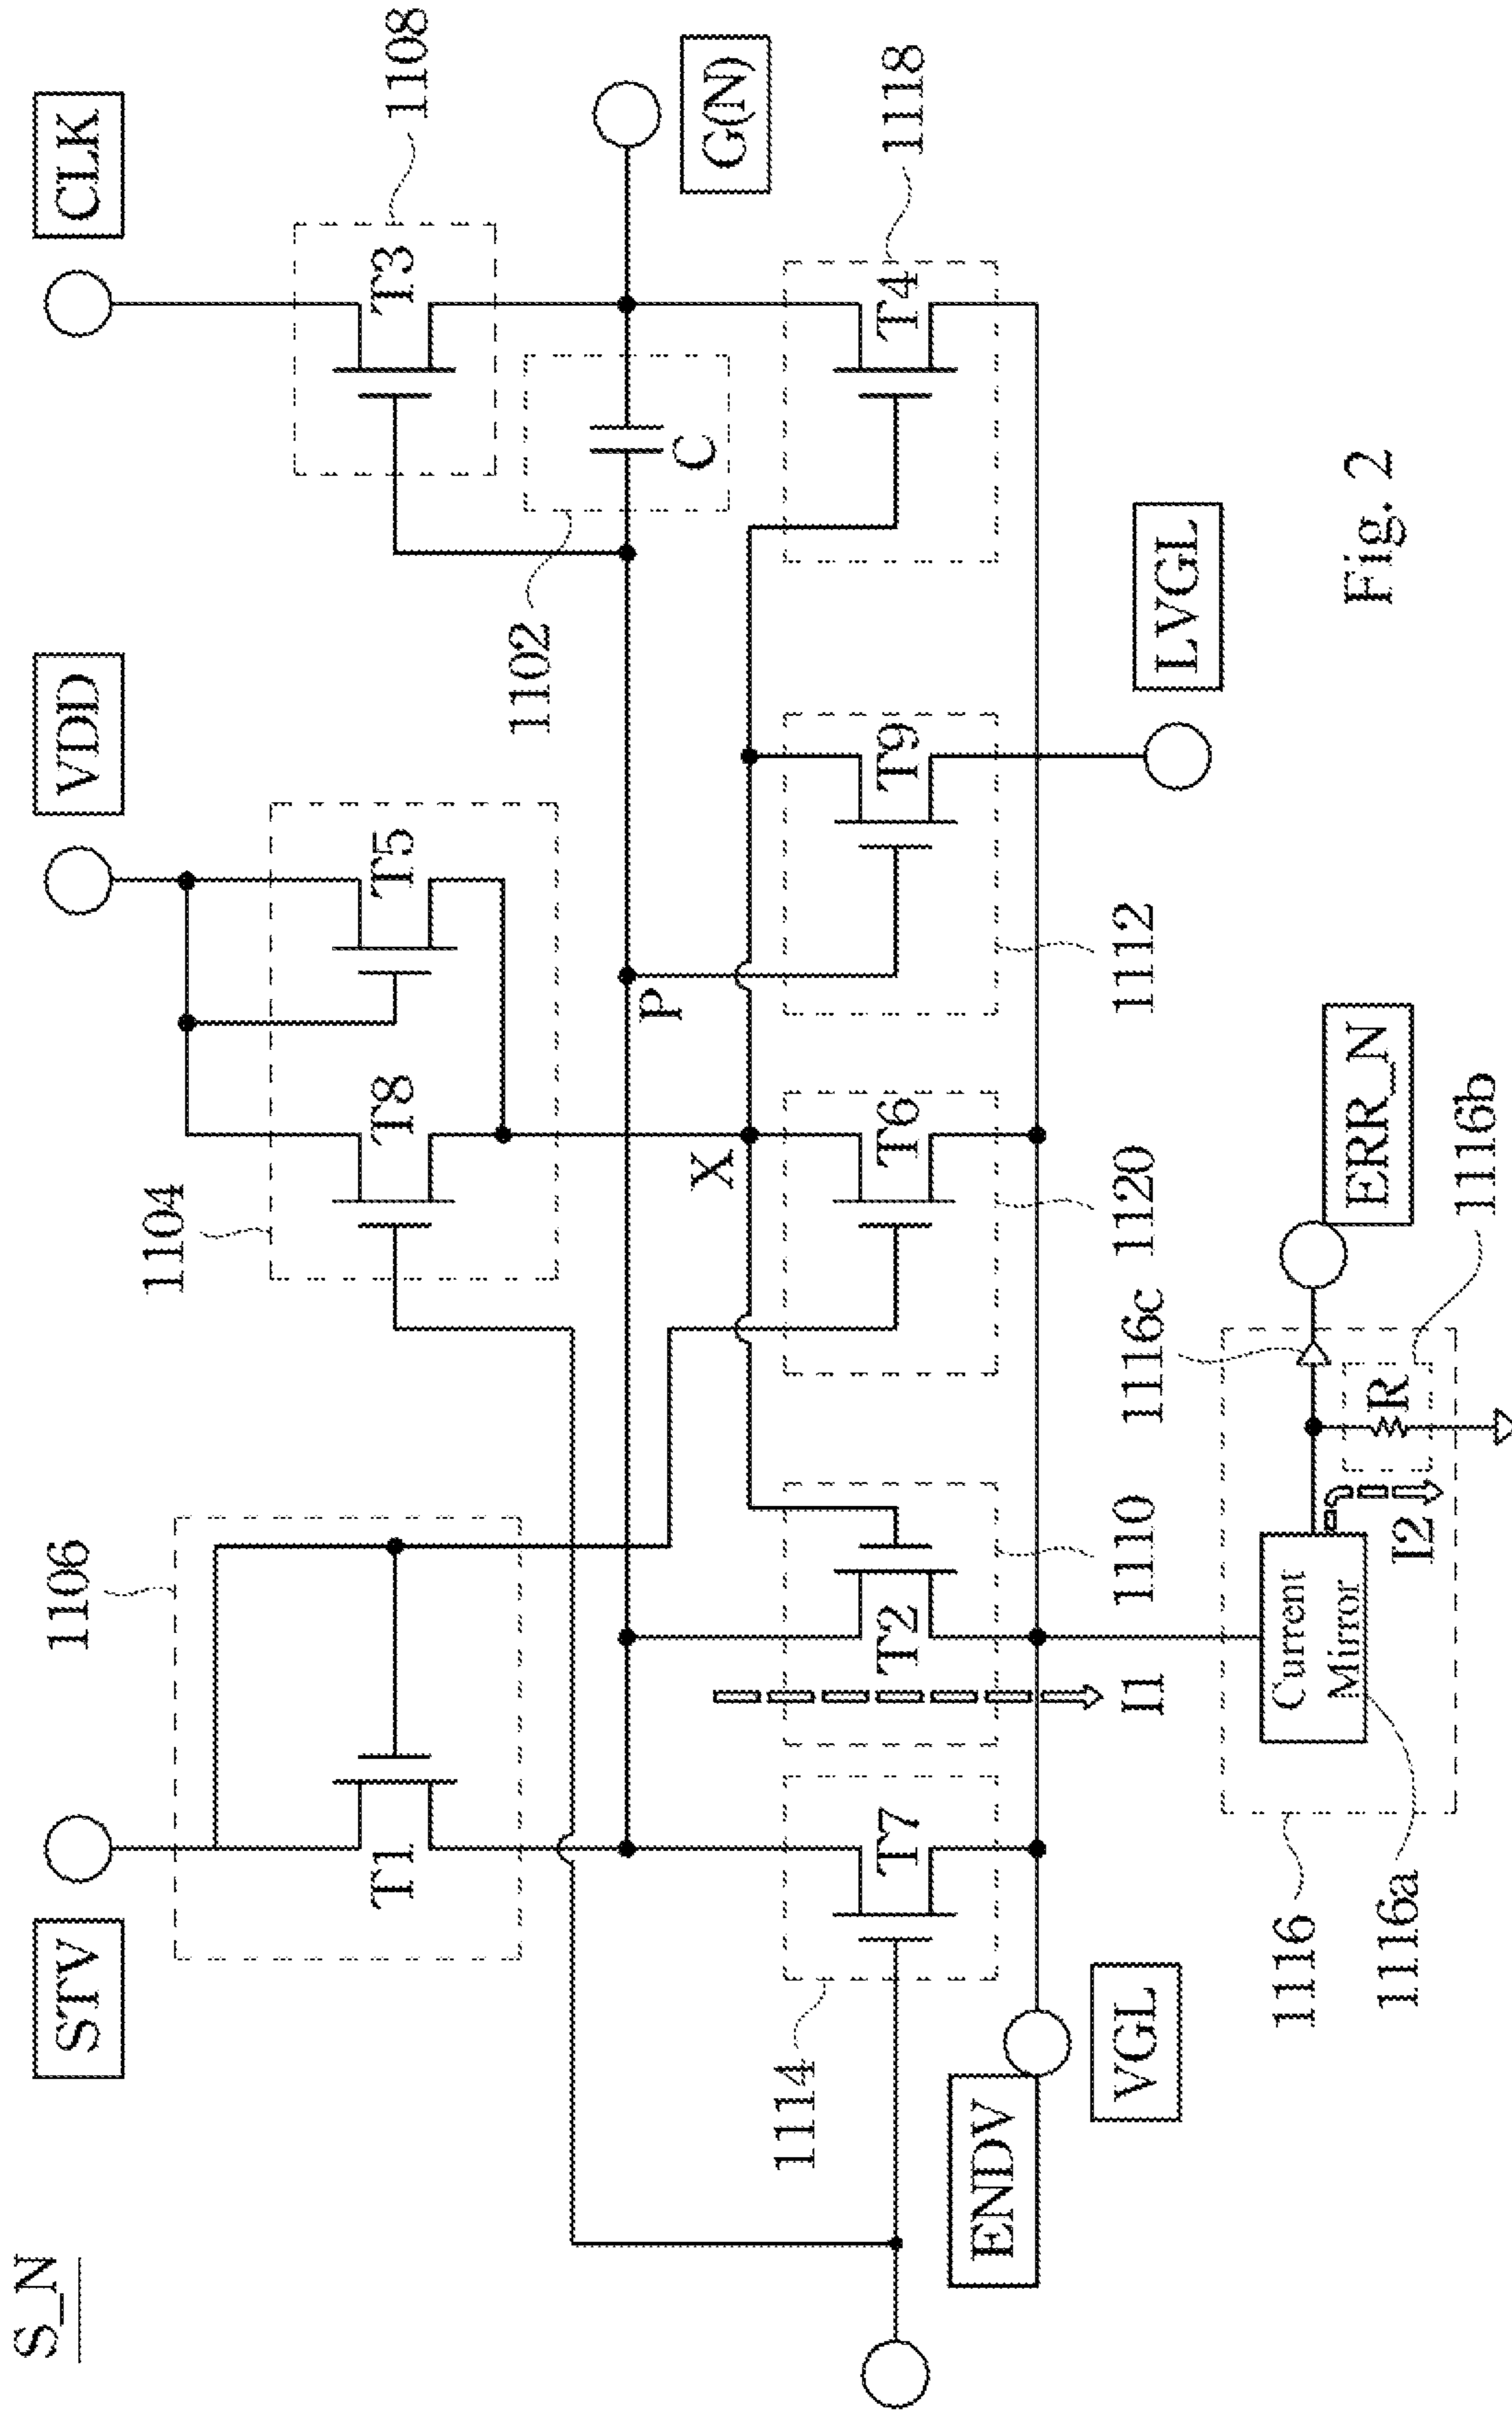 S_N
STV
VDD
CLK
1106
1104
1108
T1
T8
T5
T3
1102
C
G(N)
P
X
1114
T7
T2
T6
T9
T4
1118
ENDV
VGL
I1
1110
1120
1112
LVGL
1116
1116a
Current
Mirror
I2
R
1116c
1116b
ERR_N
Fig. 2